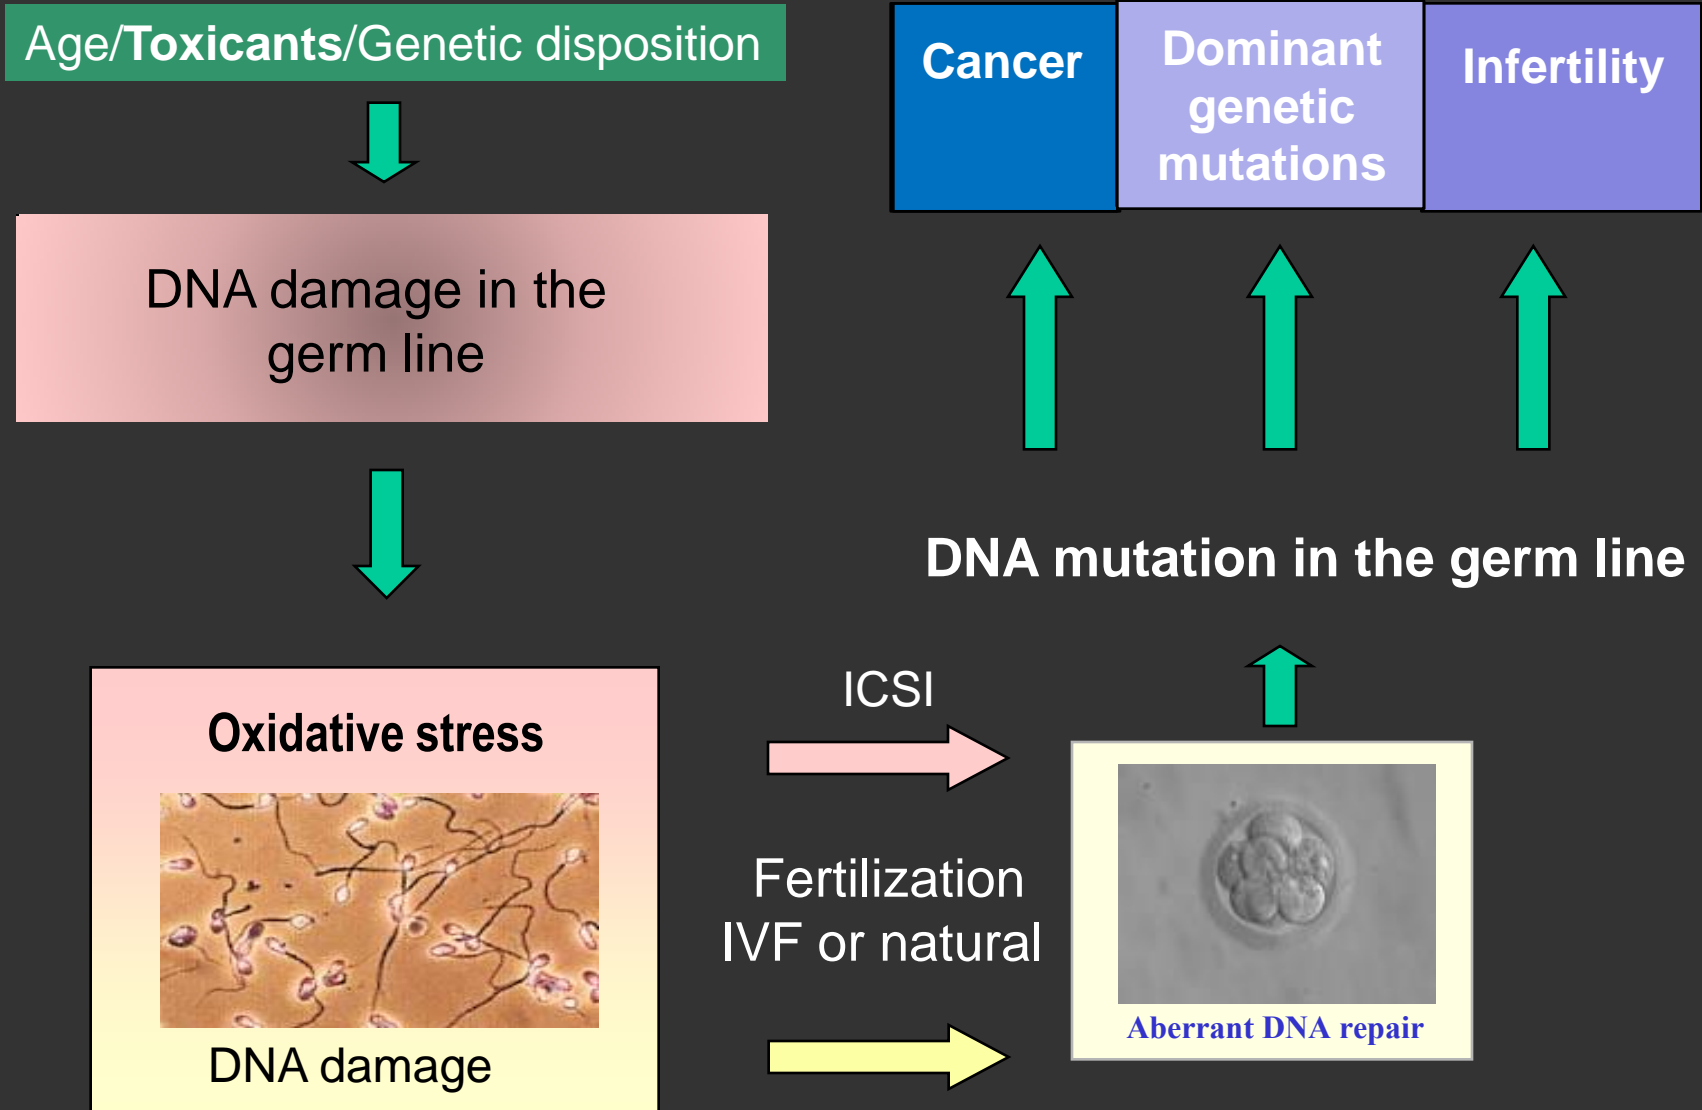 Age/Toxicants/Genetic disposition
DNA damage in the
germ line
Oxidative stress
DNA damage
ICSI
Fertilization
IVF or natural
Aberrant DNA repair
DNA mutation in the germ line
Cancer
Dominant
genetic
mutations
Infertility